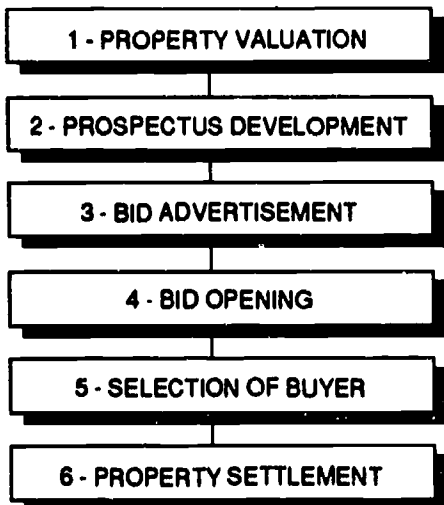 1 - PROPERTY VALUATION
2 - PROSPECTUS DEVELOPMENT
3 - BID ADVERTISEMENT
4 - BID OPENING
5 - SELECTION OF BUYER
6 - PROPERTY SETTLEMENT